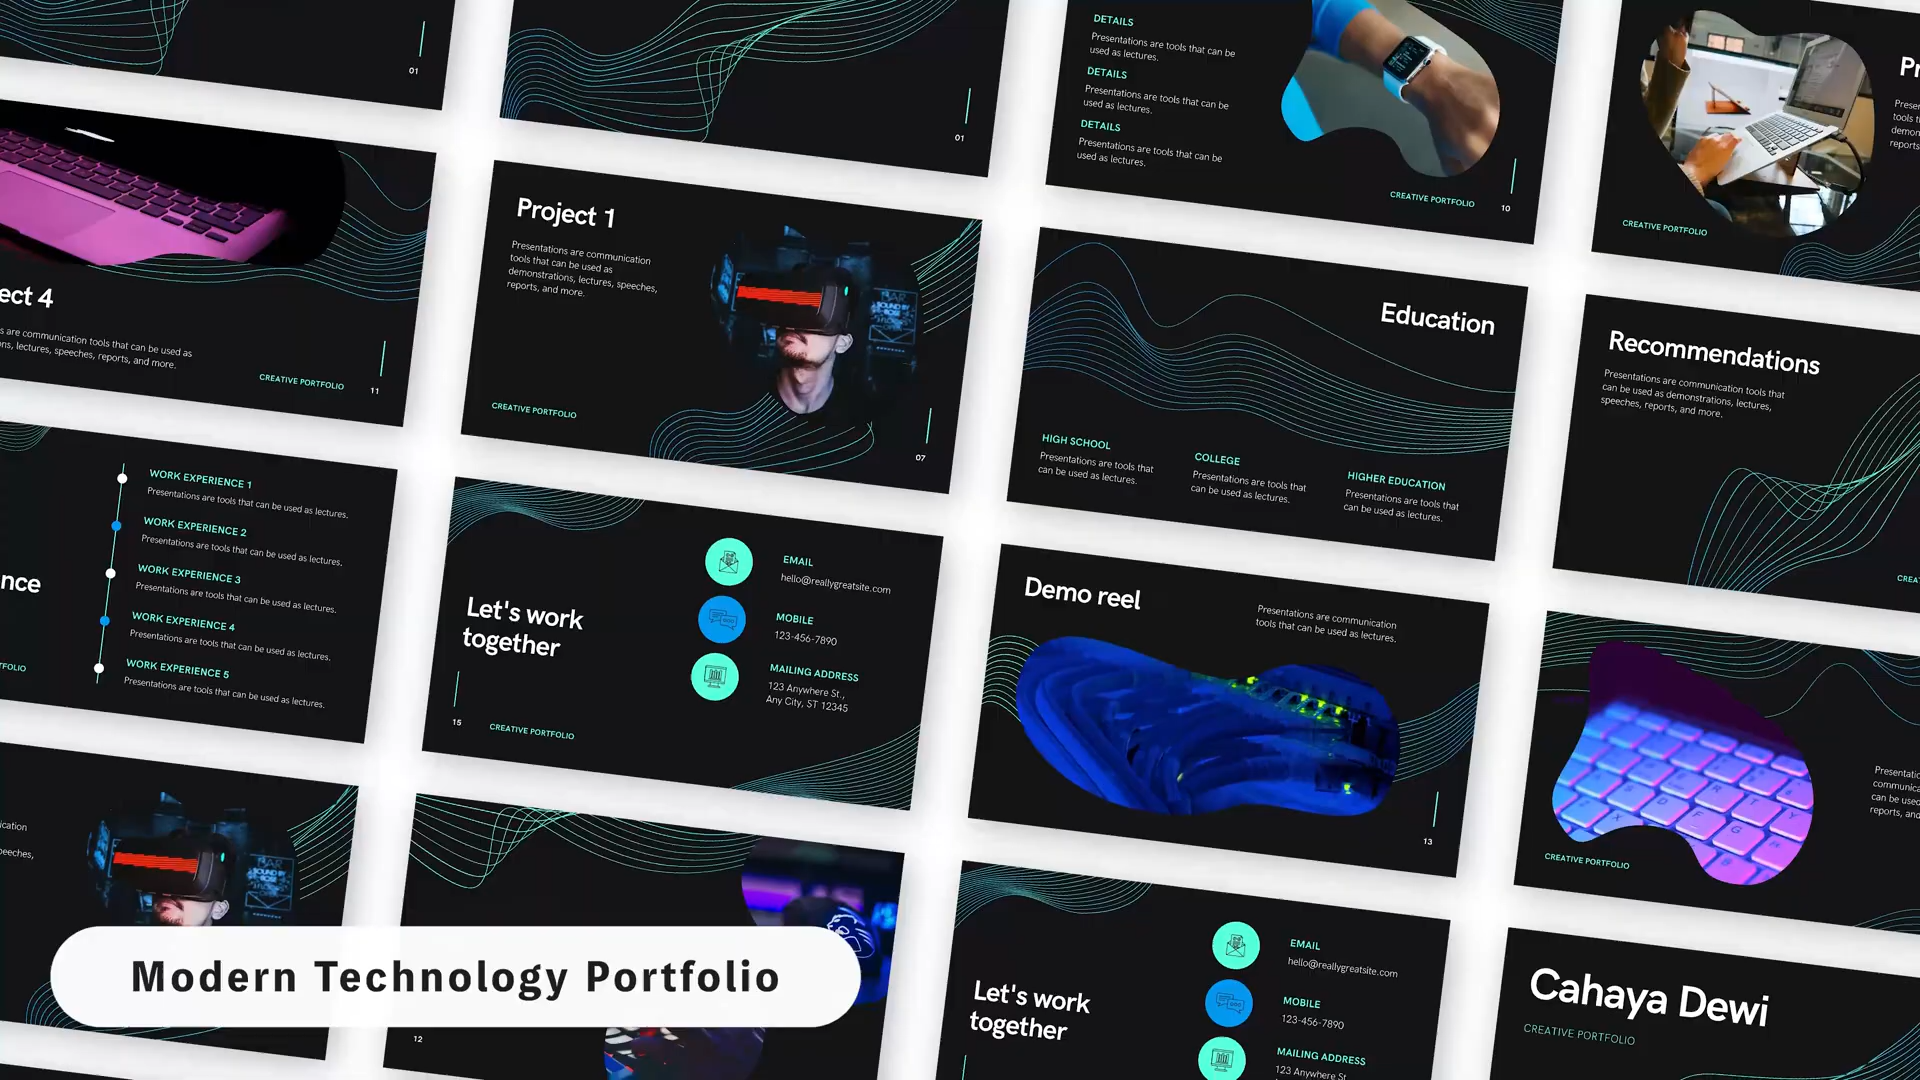 01
01
DETAILS
Presentations are tools that can be
used as lectures.
DETAILS
Presentations are tools that can be
used as lectures.
DETAILS
Presentations are tools that can be
used as lectures.
CREATIVE PORTFOLIO
10
CREATIVE PORTFOLIO
ect 4
s are communication tools that can be used as
ns, lectures, speeches, reports, and more.
CREATIVE PORTFOLIO
11
Project 1
Presentations are communication
tools that can be used as
demonstrations, lectures, speeches,
reports, and more.
CREATIVE PORTFOLIO
07
Education
HIGH SCHOOL
Presentations are tools that
can be used as lectures.
COLLEGE
Presentations are tools that
can be used as lectures.
HIGHER EDUCATION
Presentations are tools that
can be used as lectures.
Recommendations
Presentations are communication tools that
can be used as demonstrations, lectures,
speeches, reports, and more.
nce
WORK EXPERIENCE 1
Presentations are tools that can be used as lectures.
WORK EXPERIENCE 2
Presentations are tools that can be used as lectures.
WORK EXPERIENCE 3
Presentations are tools that can be used as lectures.
WORK EXPERIENCE 4
Presentations are tools that can be used as lectures.
WORK EXPERIENCE 5
Presentations are tools that can be used as lectures.
Let's work
together
15
CREATIVE PORTFOLIO
EMAIL
hello@reallygreatsite.com
MOBILE
123-456-7890
MAILING ADDRESS
123 Anywhere St.,
Any City, ST 12345
Demo reel
Presentations are communication
tools that can be used as lectures.
13
CREATIVE PORTFOLIO
12
Let's work
together
EMAIL
hello@reallygreatsite.com
MOBILE
123-456-7890
MAILING ADDRESS
123 Anywhere St.
Cahaya Dewi
CREATIVE PORTFOLIO
Modern Technology Portfolio